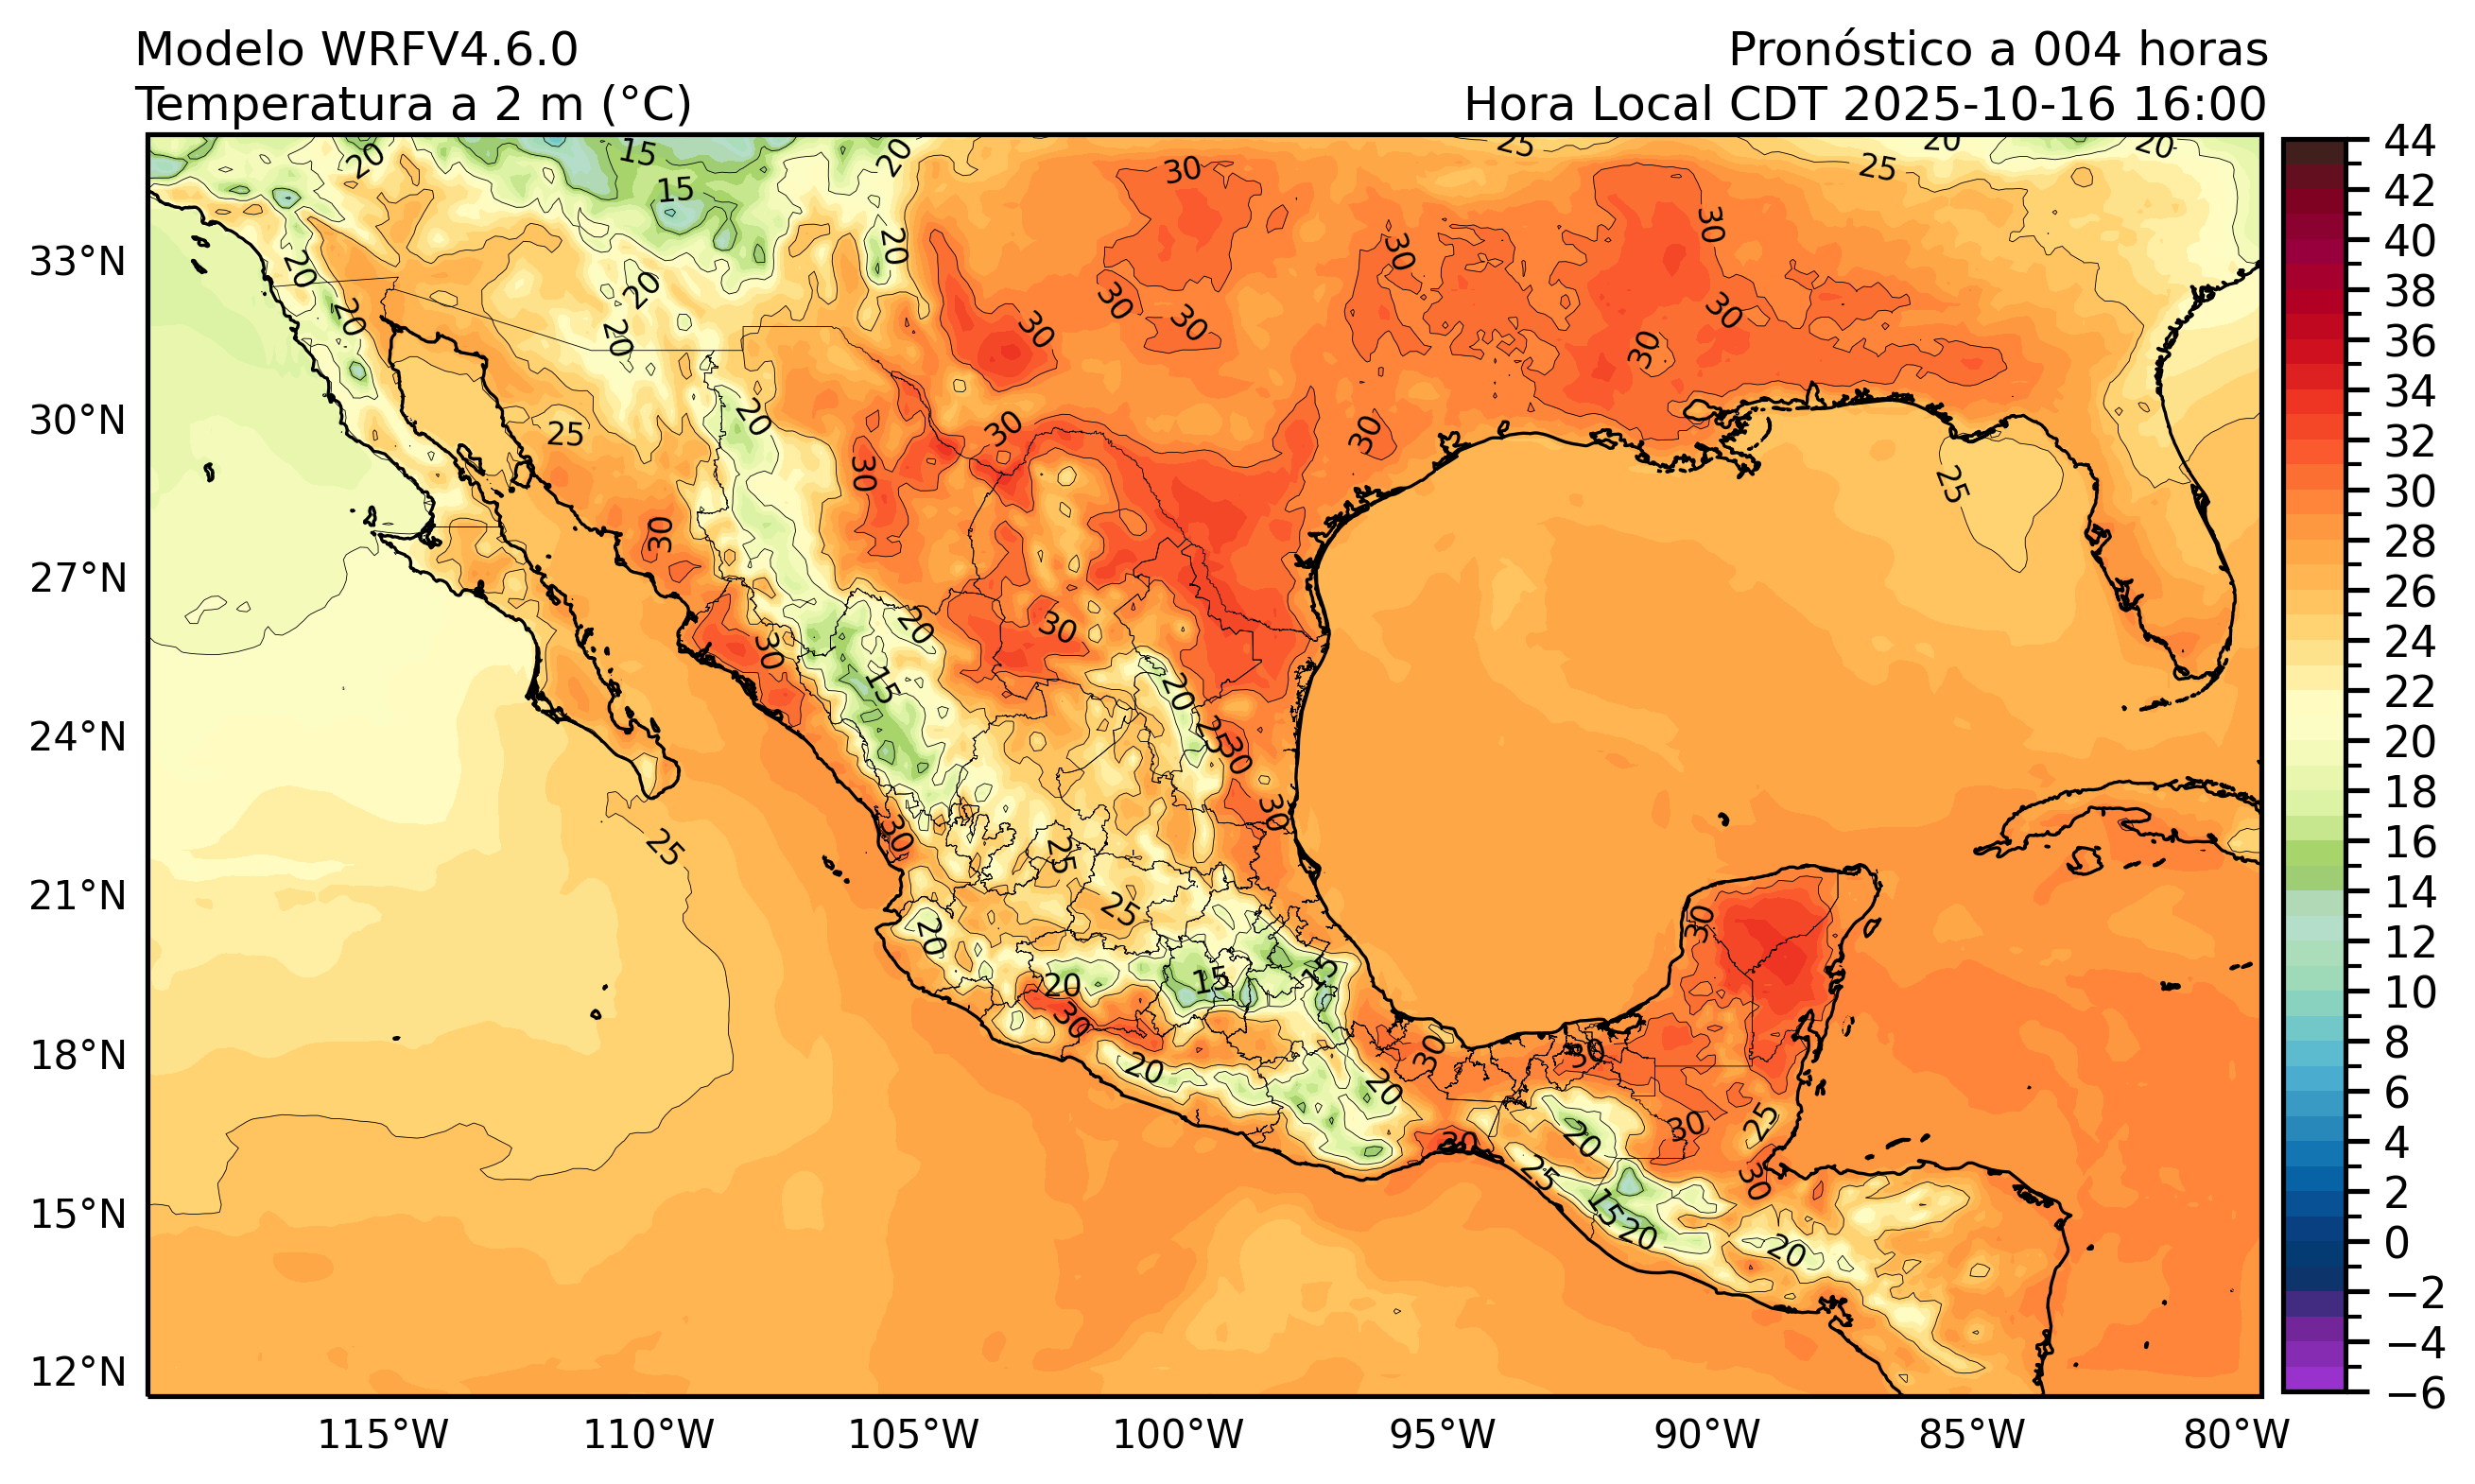 Modelo WRFV4.6.0
Pronóstico a 004 horas
Temperatura a 2 m (°C)
Hora Local CDT 2025-10-16 16:00
20 15 20 25 20 20
15 30 25
30 20 30
33°N
20 20 30
20 20 30 30 30 30 30
30
30°N
20 25 30 30
30 30 25
27°N
20 30 30
15 20
24°N
25 30
25 30 30
25
21°N
25 20 30
20 15 15
30
18°N
20 20 30 30
30 20 30 25
25 15 20 30
15°N
20
12°N
115°W 110°W 105°W 100°W 95°W 90°W 85°W 80°W
44
42
40
38
36
34
32
30
28
26
24
22
20
18
16
14
12
10
8
6
4
2
0
−2
−4
−6